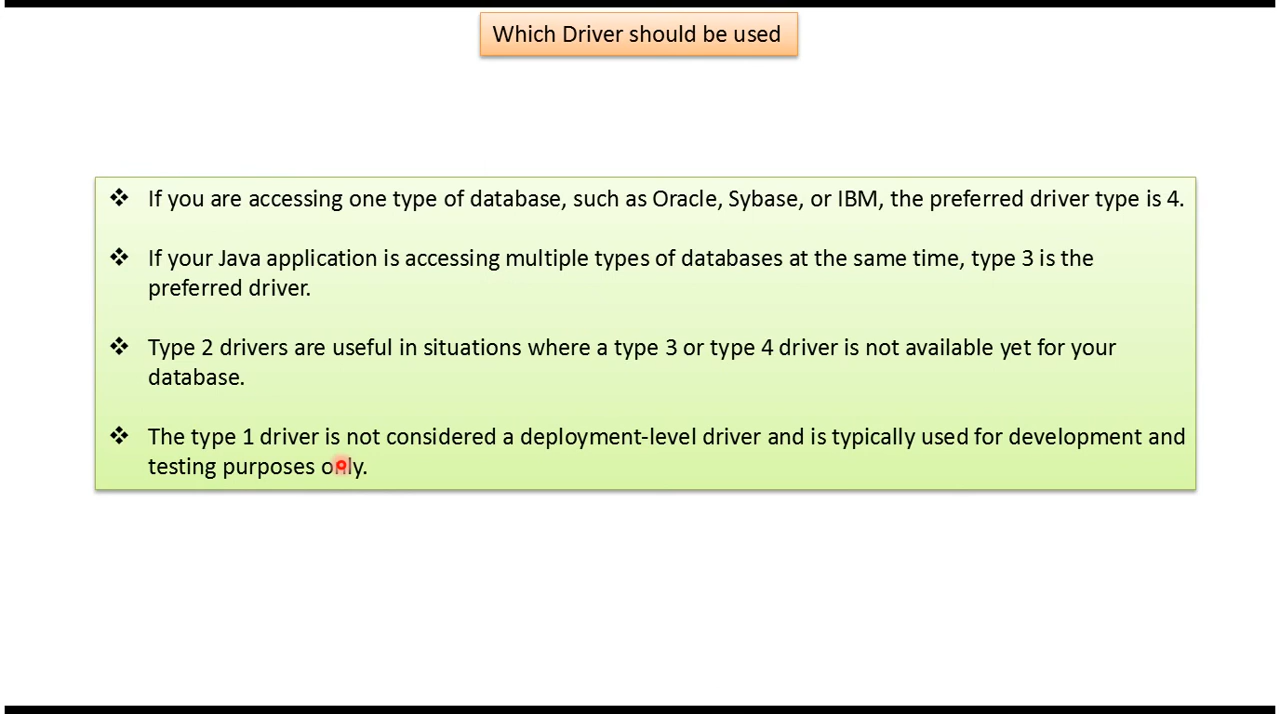 Which Driver should be used
❖ If you are accessing one type of database, such as Oracle, Sybase, or IBM, the preferred driver type is 4.
❖ If your Java application is accessing multiple types of databases at the same time, type 3 is the
preferred driver.
❖ Type 2 drivers are useful in situations where a type 3 or type 4 driver is not available yet for your
database.
❖ The type 1 driver is not considered a deployment-level driver and is typically used for development and
testing purposes only.